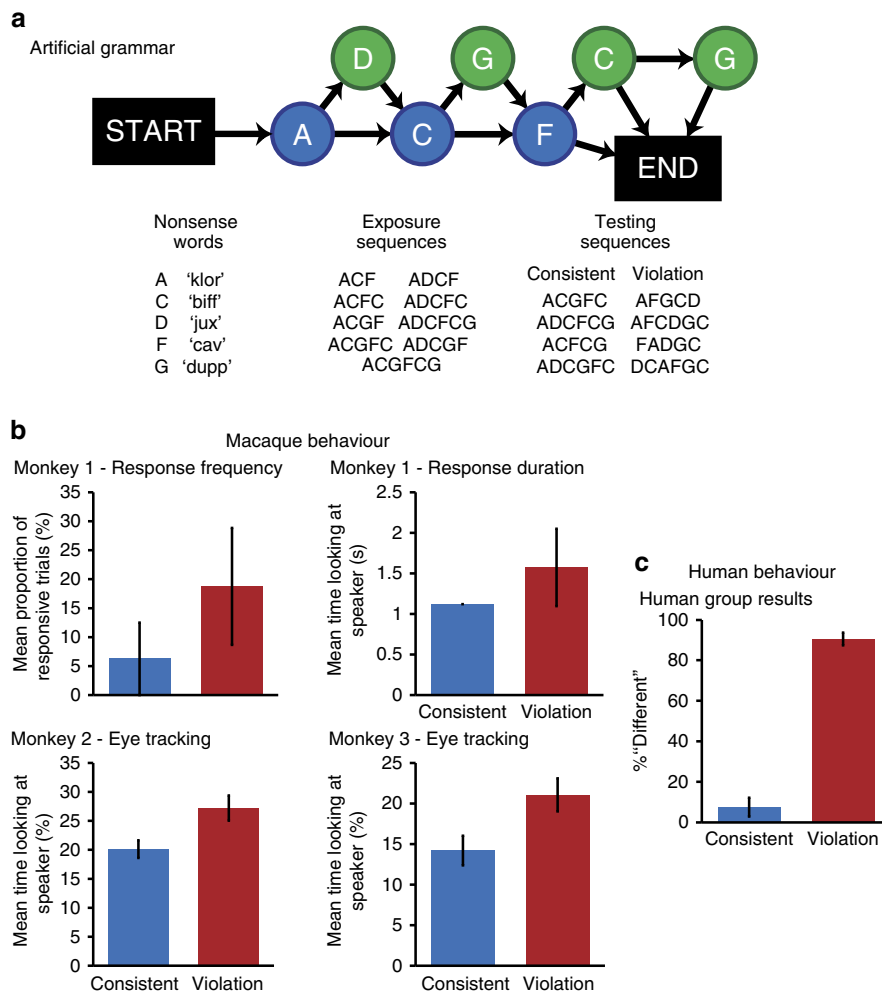 a
Artificial grammar
D G C G
START A C F
END
Nonsense words
Exposure sequences
Testing sequences
Consistent Violation
A 'klor' ACF ADCF
C 'biff' ACFC ADCFC ACGFC AFGCD
D 'jux' ACGF ADCFCG ADCFCG AFCDGC
F 'cav' ACGFC ADCGF ACFCG FADGC
G 'dupp' ACGFCG ADCGFC DCAFGC
b
Macaque behaviour
Monkey 1 - Response frequency
Mean proportion of
responsive trials (%)
35
30
25
20
15
10
5
0
Monkey 1 - Response duration
Mean time looking at
speaker (s)
2.5
2
1.5
1
0.5
0
Consistent Violation
Monkey 2 - Eye tracking
Mean time looking at
speaker (%)
35
30
25
20
15
10
5
0
Consistent Violation
Monkey 3 - Eye tracking
Mean time looking at
speaker (%)
25
20
15
10
5
0
Consistent Violation
c
Human behaviour
Human group results
%"Different"
100
80
60
40
20
0
Consistent Violation